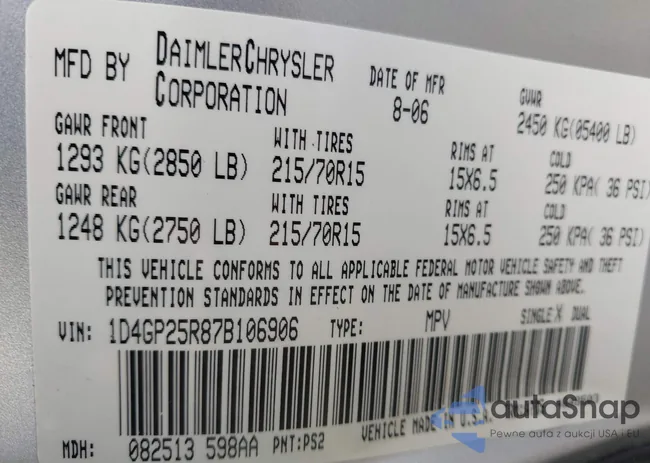 MFD BY DAIMLERCHRYSLER CORPORATION
DATE OF MFR 8-06
GVWR 2450 KG(05400 LB)
GAWR FRONT WITH TIRES RIMS AT COLD
1293 KG(2850 LB) 215/70R15 15X6.5 250 KPA( 36 PSI)
GAWR REAR WITH TIRES RIMS AT COLD
1248 KG(2750 LB) 215/70R15 15X6.5 250 KPA( 36 PSI)
THIS VEHICLE CONFORMS TO ALL APPLICABLE FEDERAL MOTOR VEHICLE SAFETY AND THEFT
PREVENTION STANDARDS IN EFFECT ON THE DATE OF MANUFACTURE SHOWN ABOVE.
VIN: 1D4GP25R87B106906 TYPE: MPV SINGLE X DUAL
VEHICLE MADE IN U.S.A
MDH: 082513 598AA PNT:PS2
autaSnap
Pewne auta z aukcji USA i EU